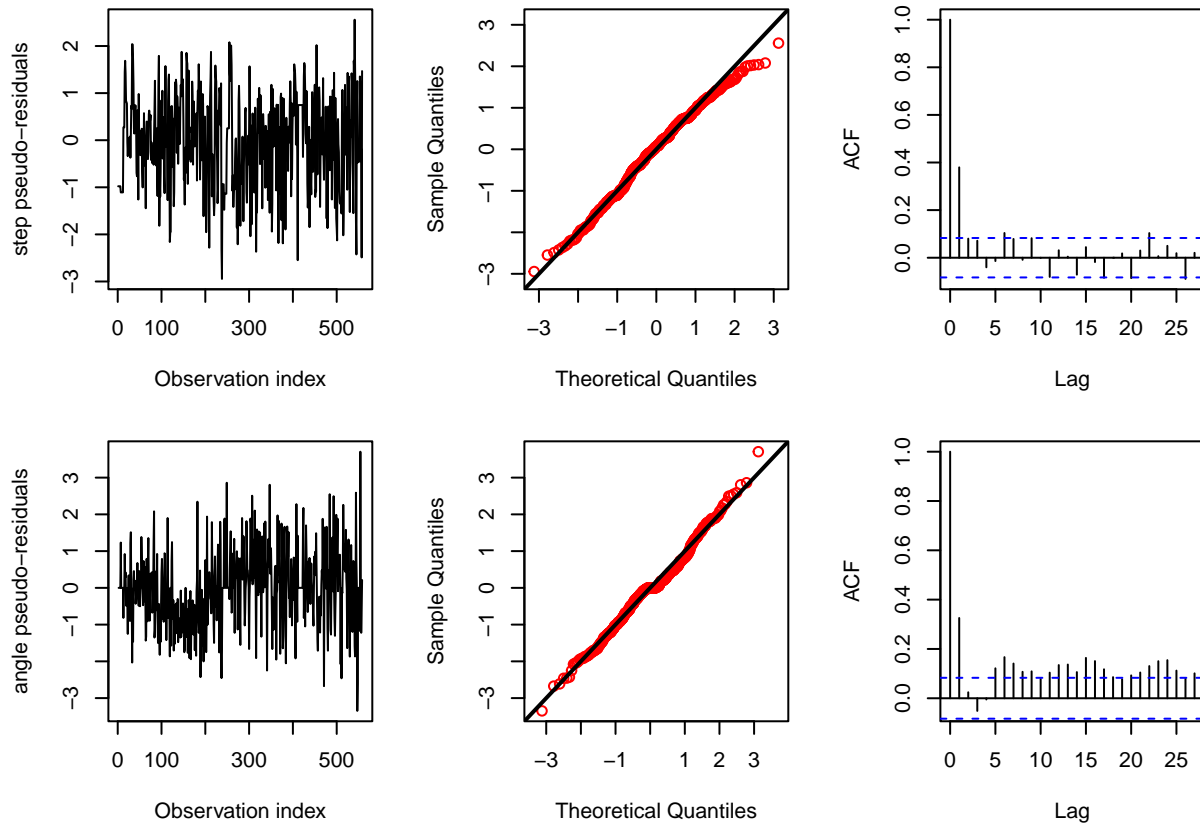 step pseudo−residuals
−3 −2 −1 0 1 2
0 100 300 500
Observation index
Sample Quantiles
−3 −1 0 1 2 3
−3 −1 0 1 2 3
Theoretical Quantiles
ACF
0.0 0.2 0.4 0.6 0.8 1.0
0 5 10 15 20 25
Lag
angle pseudo−residuals
−3 −1 0 1 2 3
0 100 300 500
Observation index
Sample Quantiles
−3 −1 0 1 2 3
−3 −1 0 1 2 3
Theoretical Quantiles
ACF
0.0 0.2 0.4 0.6 0.8 1.0
0 5 10 15 20 25
Lag